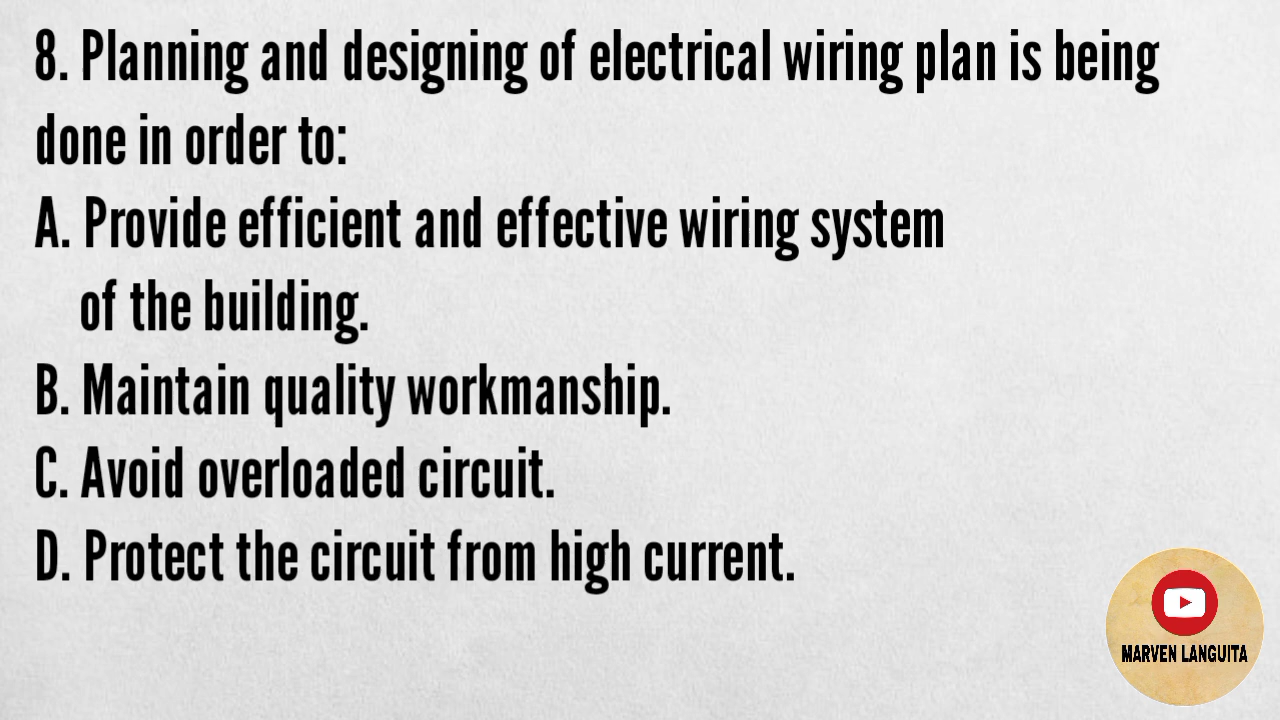 8. Planning and designing of electrical wiring plan is being
done in order to:
A. Provide efficient and effective wiring system
of the building.
B. Maintain quality workmanship.
C. Avoid overloaded circuit.
D. Protect the circuit from high current.
MARVEN LANGUITA